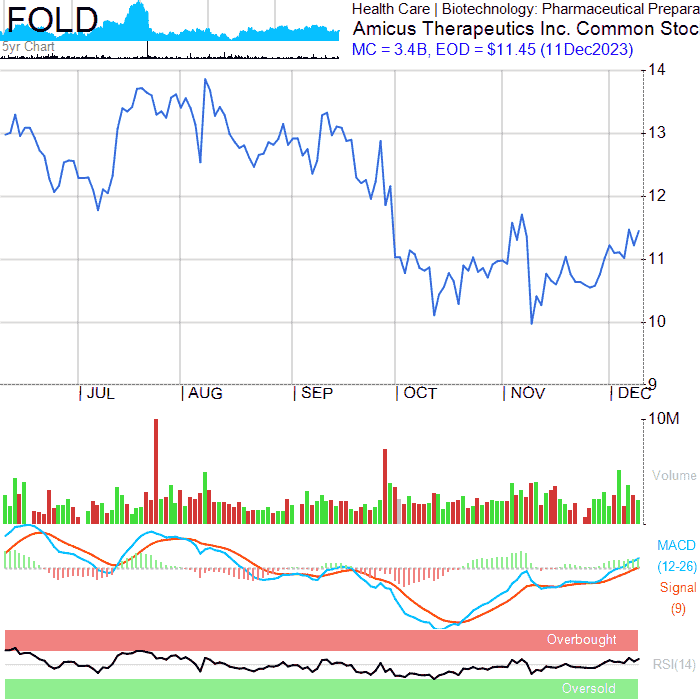 FOLD
5yr Chart
Health Care | Biotechnology: Pharmaceutical Prepara
Amicus Therapeutics Inc. Common Stoc
MC = 3.4B, EOD = $11.45 (11Dec2023)
14
13
12
11
10
9
| JUL | AUG | SEP | OCT | NOV | DEC
10M
Volume
MACD
(12-26)
Signal
(9)
Overbought
RSI(14)
Oversold